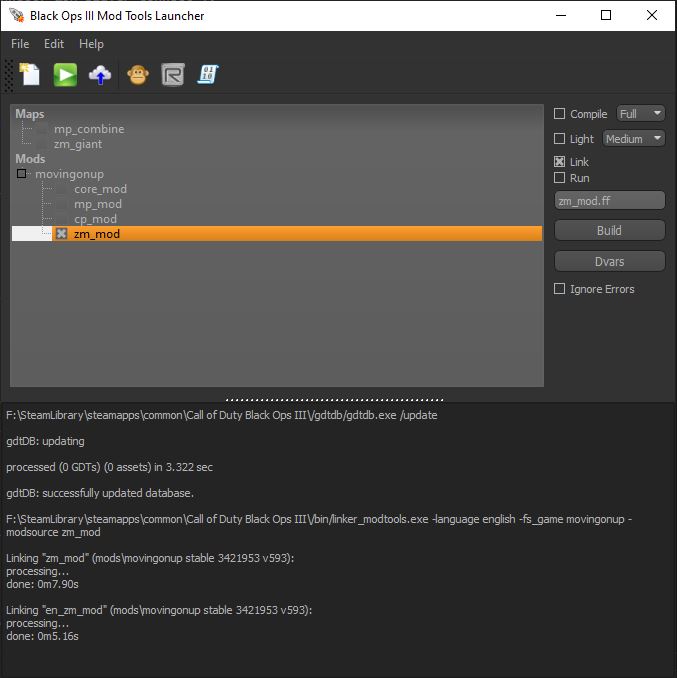 Black Ops III Mod Tools Launcher
File Edit Help
Maps
mp_combine
zm_giant
Mods
movingonup
core_mod
mp_mod
cp_mod
zm_mod
Compile Full
Light Medium
Link
Run
zm_mod.ff
Build
Dvars
Ignore Errors
F:\SteamLibrary\steamapps\common\Call of Duty Black Ops III\/gdtdb/gdtdb.exe /update
gdtDB: updating
processed (0 GDTs) (0 assets) in 3.322 sec
gdtDB: successfully updated database.
F:\SteamLibrary\steamapps\common\Call of Duty Black Ops III\/bin/linker_modtools.exe -language english -fs_game movingonup -
modsource zm_mod
Linking "zm_mod" (mods\movingonup stable 3421953 v593):
processing...
done: 0m7.90s
Linking "en_zm_mod" (mods\movingonup stable 3421953 v593):
processing...
done: 0m5.16s